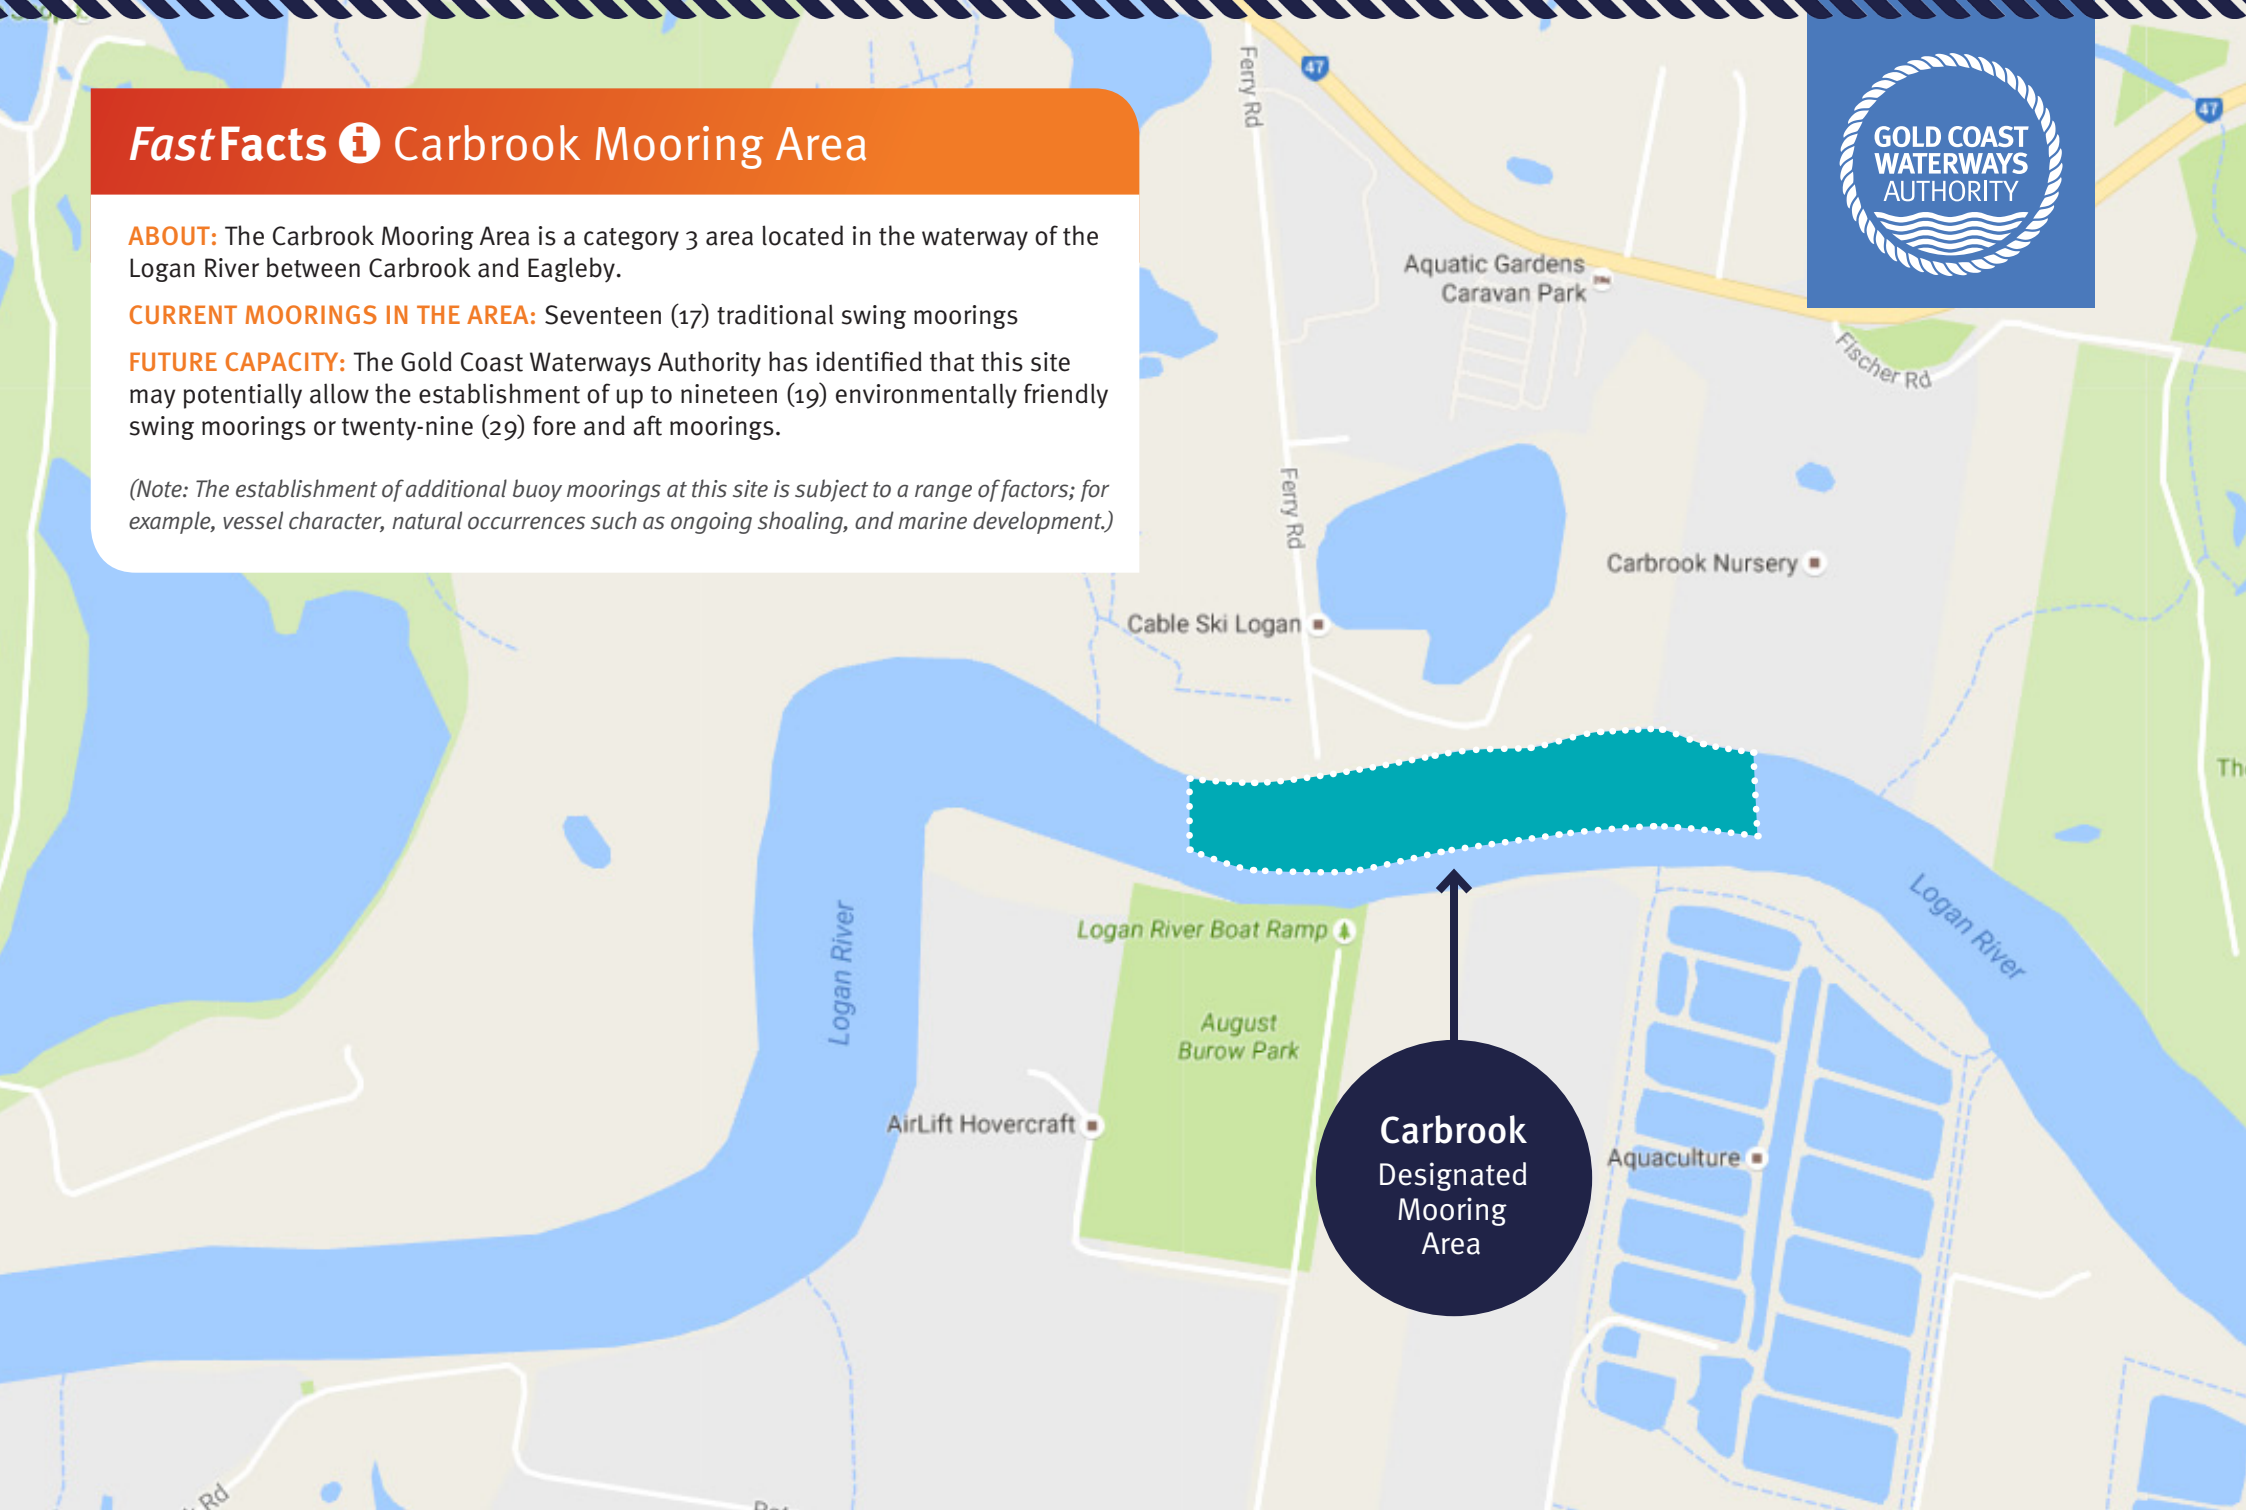 FastFacts i Carbrook Mooring Area
ABOUT: The Carbrook Mooring Area is a category 3 area located in the waterway of the
Logan River between Carbrook and Eagleby.
CURRENT MOORINGS IN THE AREA: Seventeen (17) traditional swing moorings
FUTURE CAPACITY: The Gold Coast Waterways Authority has identified that this site
may potentially allow the establishment of up to nineteen (19) environmentally friendly
swing moorings or twenty-nine (29) fore and aft moorings.
(Note: The establishment of additional buoy moorings at this site is subject to a range of factors; for
example, vessel character, natural occurrences such as ongoing shoaling, and marine development.)
GOLD COAST
WATERWAYS
AUTHORITY
47
47
Ferry Rd
Aquatic Gardens
Caravan Park
Fischer Rd
Ferry Rd
Carbrook Nursery
Cable Ski Logan
Th
Logan River
Logan River
Logan River Boat Ramp
August
Burow Park
AirLift Hovercraft
Carbrook
Designated
Mooring
Area
Aquaculture
Rd